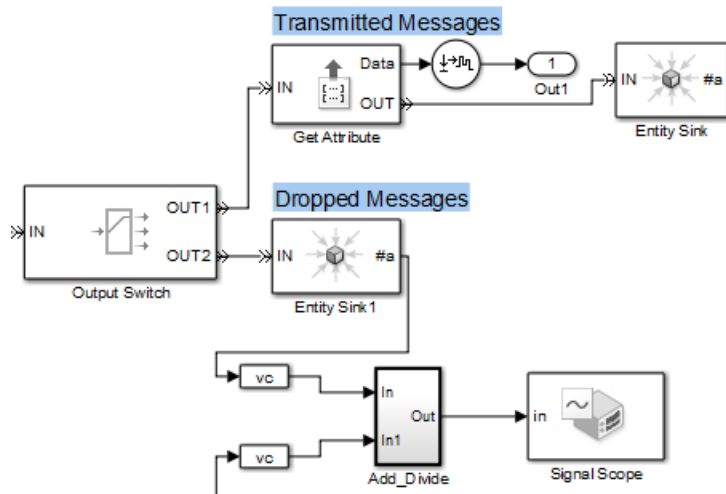 Transmitted Messages
IN
Data
OUT
Get Attribute
1
Out1
IN
#a
Entity Sink
IN
OUT1
OUT2
Output Switch
Dropped Messages
IN
#a
Entity Sink1
vc
vc
In
In1
Out
Add_Divide
in
Signal Scope